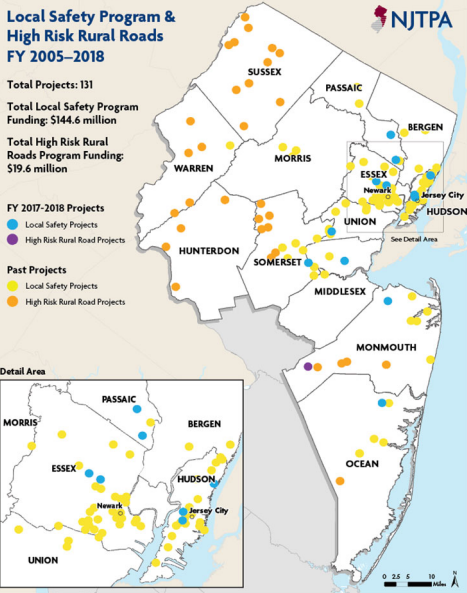 Local Safety Program &
High Risk Rural Roads
FY 2005–2018
NJTPA
Total Projects: 131
Total Local Safety Program
Funding: $144.6 million
Total High Risk Rural
Roads Program Funding:
$19.6 million
FY 2017-2018 Projects
Local Safety Projects
High Risk Rural Road Projects
Past Projects
Local Safety Projects
High Risk Rural Road Projects
SUSSEX
PASSAIC
BERGEN
WARREN
MORRIS
ESSEX
Newark
Jersey City
HUDSON
UNION
See Detail Area
HUNTERDON
SOMERSET
MIDDLESEX
MONMOUTH
OCEAN
Detail Area
PASSAIC
MORRIS
BERGEN
ESSEX
HUDSON
Newark
Jersey City
UNION
0 2.5 5 10
Miles
N